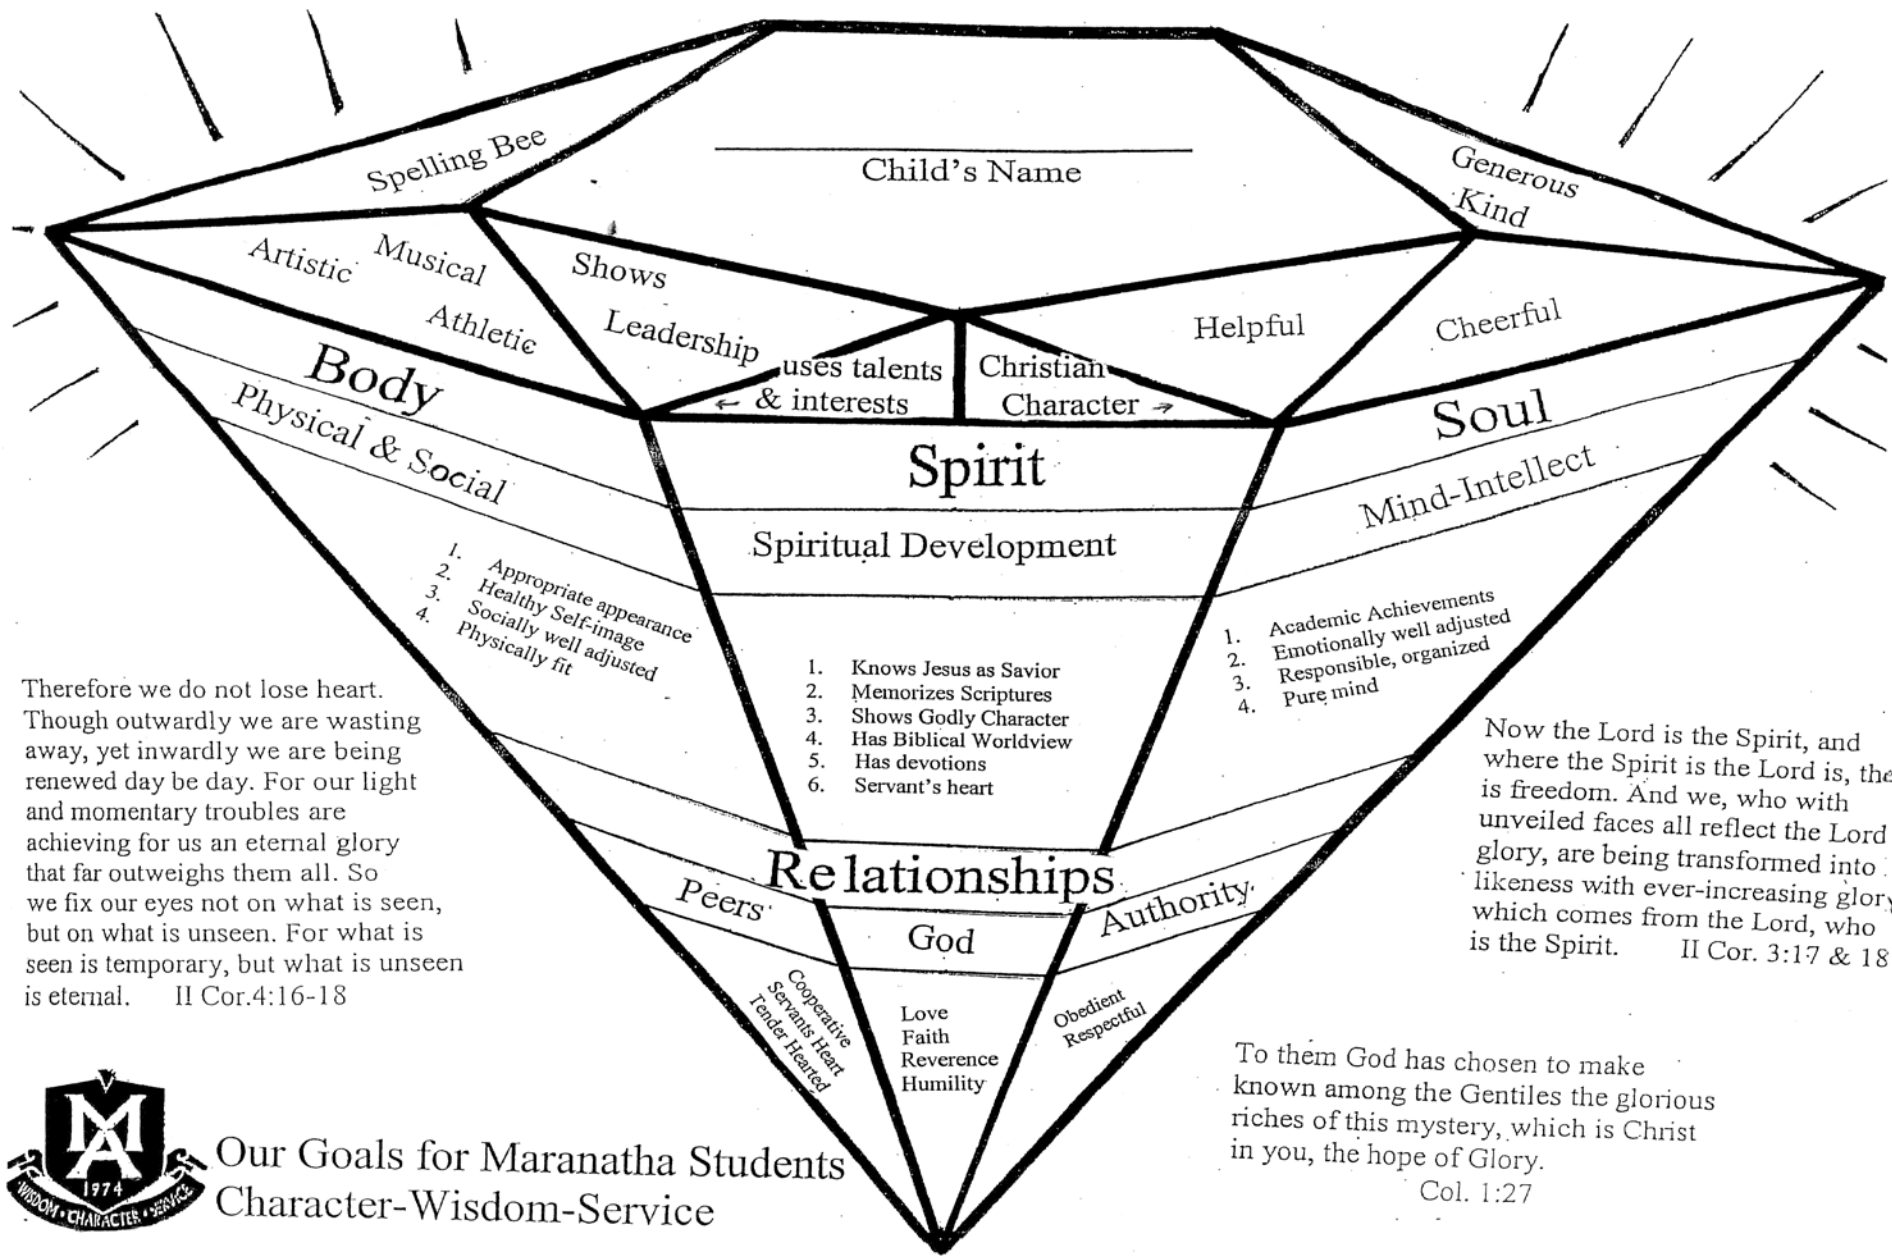 Spelling Bee
Child's Name
Generous
Kind
Artistic
Musical
Athletic
Shows
Leadership
uses talents
& interests
Christian
Character
Helpful
Cheerful
Body
Physical & Social
Spirit
Spiritual Development
Soul
Mind-Intellect
1. Appropriate appearance
2. Healthy Self-image
3. Socially well adjusted
4. Physically fit
1. Knows Jesus as Savior
2. Memorizes Scriptures
3. Shows Godly Character
4. Has Biblical Worldview
5. Has devotions
6. Servant's heart
1. Academic Achievements
2. Emotionally well adjusted
3. Responsible, organized
4. Pure mind
Relationships
Peers
God
Authority
Cooperative
Servants Heart
Tender Hearted
Love
Faith
Reverence
Humility
Obedient
Respectful
Therefore we do not lose heart.
Though outwardly we are wasting
away, yet inwardly we are being
renewed day be day. For our light
and momentary troubles are
achieving for us an eternal glory
that far outweighs them all. So
we fix our eyes not on what is seen,
but on what is unseen. For what is
seen is temporary, but what is unseen
is eternal. II Cor.4:16-18
Now the Lord is the Spirit, and
where the Spirit is the Lord is,
is freedom. And we, who with
unveiled faces all reflect the Lord
glory, are being transformed into
likeness with ever-increasing glory
which comes from the Lord, who
is the Spirit. II Cor. 3:17 & 18
To them God has chosen to make
known among the Gentiles the glorious
riches of this mystery, which is Christ
in you, the hope of Glory.
Col. 1:27
MA
1974
WISDOM • CHARACTER • SERVICE
Our Goals for Maranatha Students
Character-Wisdom-Service